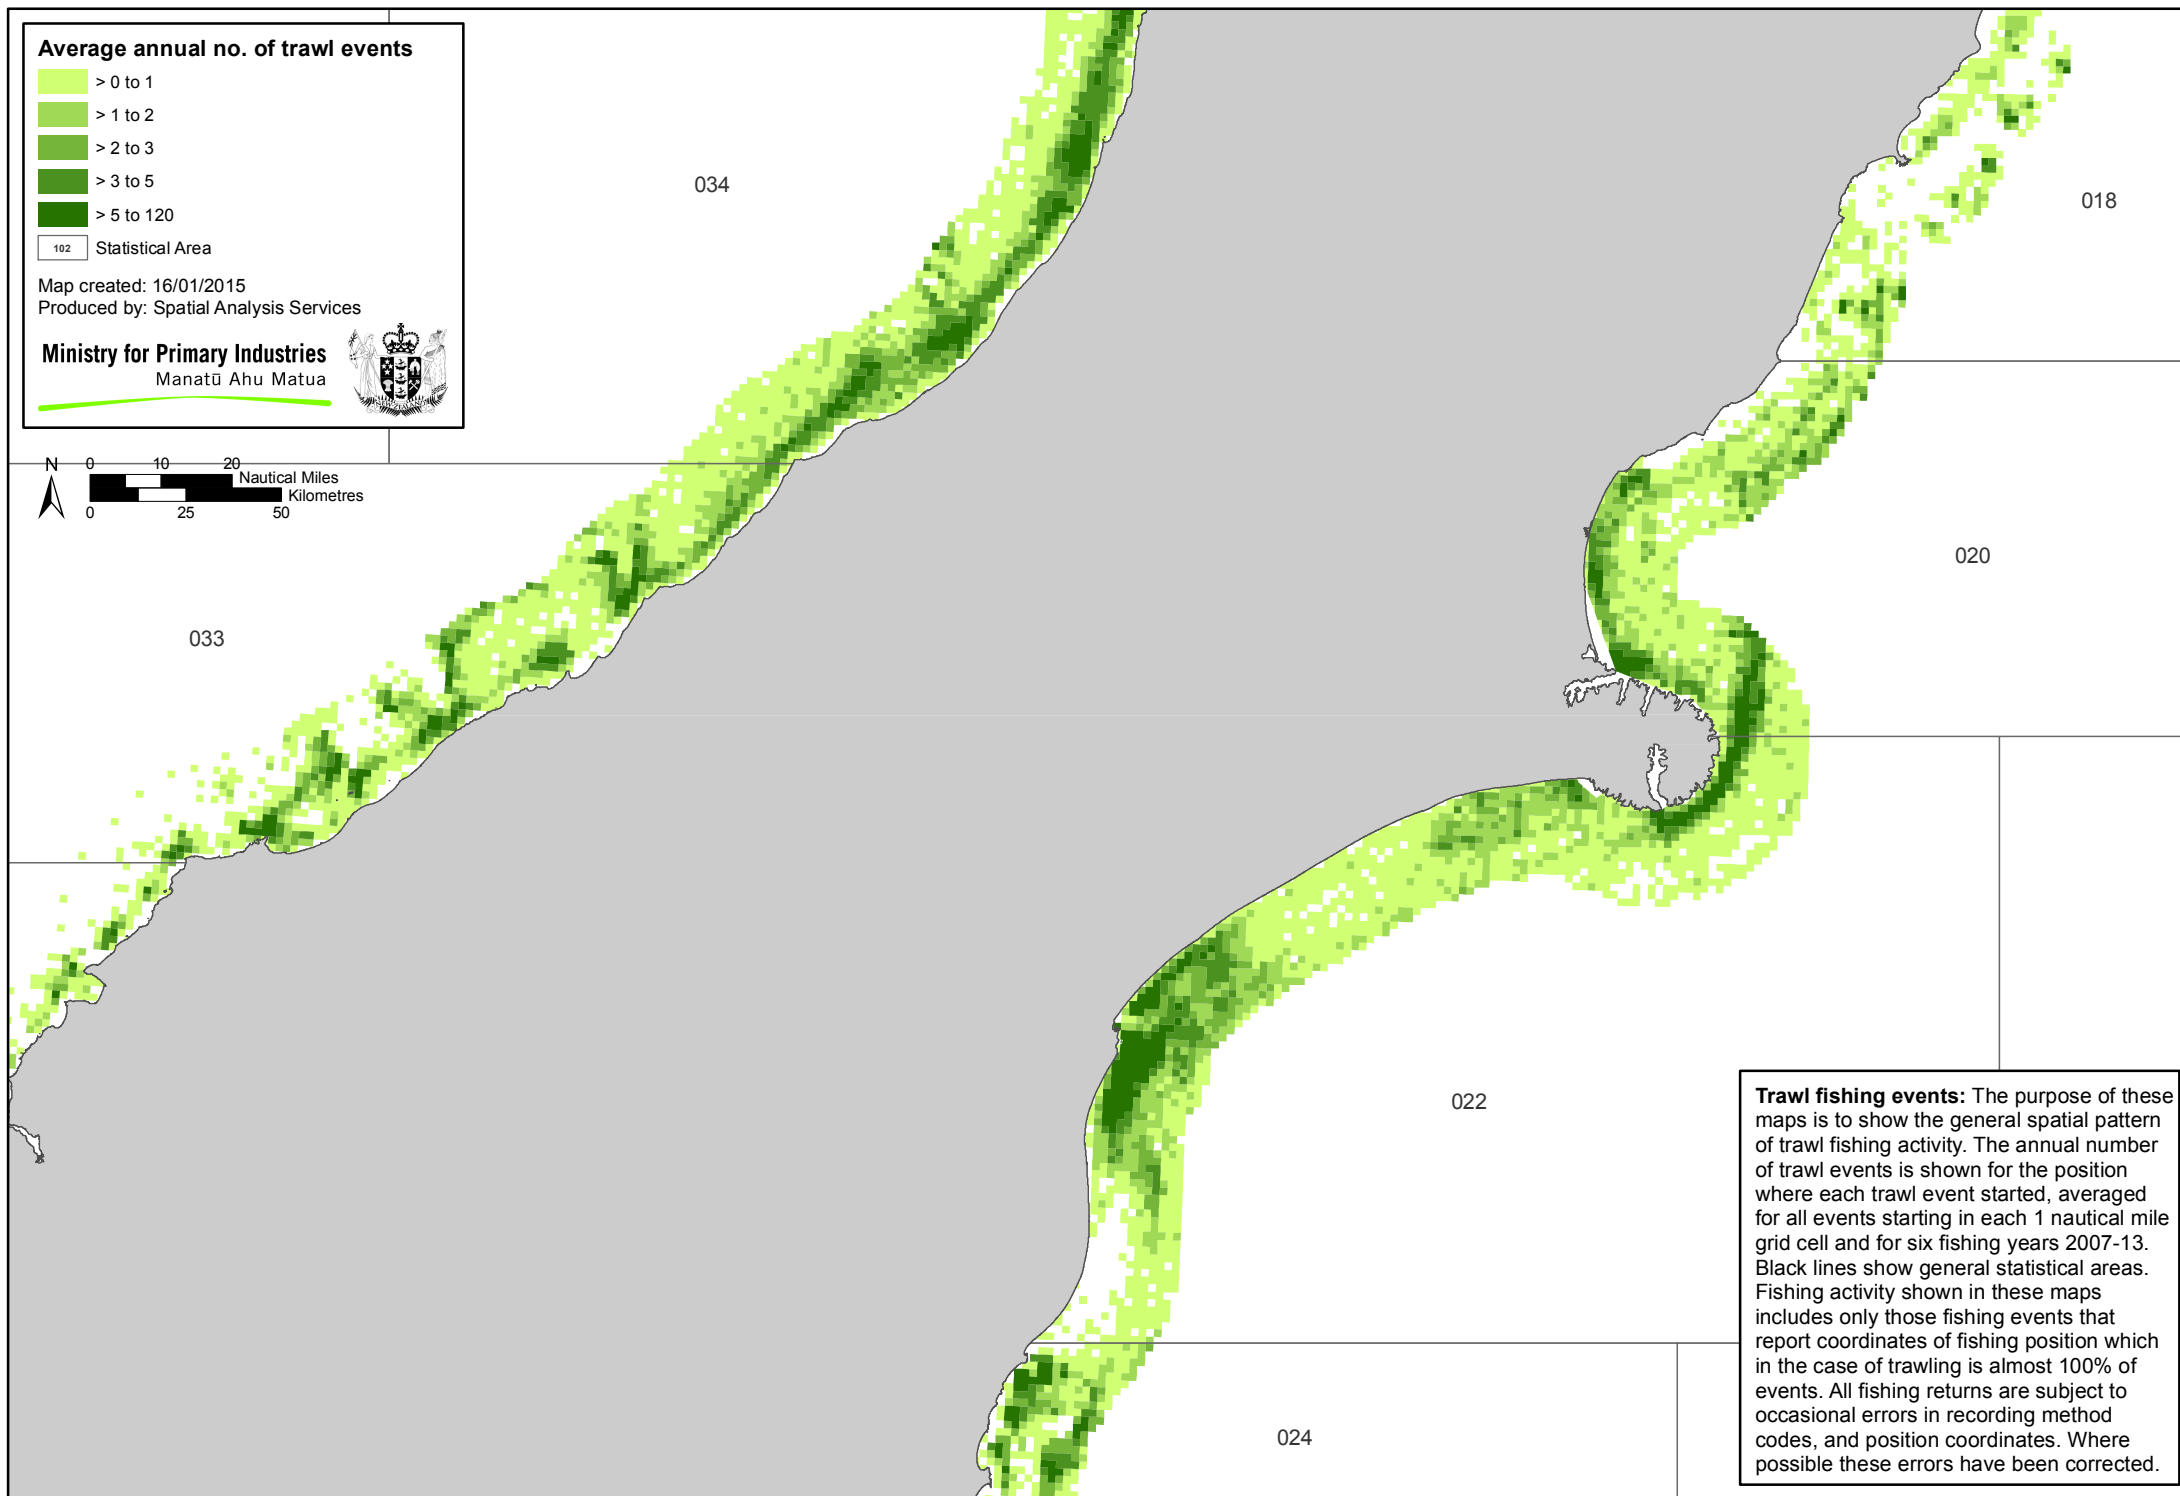 Average annual no. of trawl events
> 0 to 1
> 1 to 2
> 2 to 3
> 3 to 5
> 5 to 120
102 Statistical Area
Map created: 16/01/2015
Produced by: Spatial Analysis Services
Ministry for Primary Industries
Manatū Ahu Matua
NEW ZEALAND
N
0 10 20
Nautical Miles
Kilometres
0 25 50
034
018
020
033
022
024
Trawl fishing events: The purpose of these
maps is to show the general spatial pattern
of trawl fishing activity. The annual number
of trawl events is shown for the position
where each trawl event started, averaged
for all events starting in each 1 nautical mile
grid cell and for six fishing years 2007-13.
Black lines show general statistical areas.
Fishing activity shown in these maps
includes only those fishing events that
report coordinates of fishing position which
in the case of trawling is almost 100% of
events. All fishing returns are subject to
occasional errors in recording method
codes, and position coordinates. Where
possible these errors have been corrected.